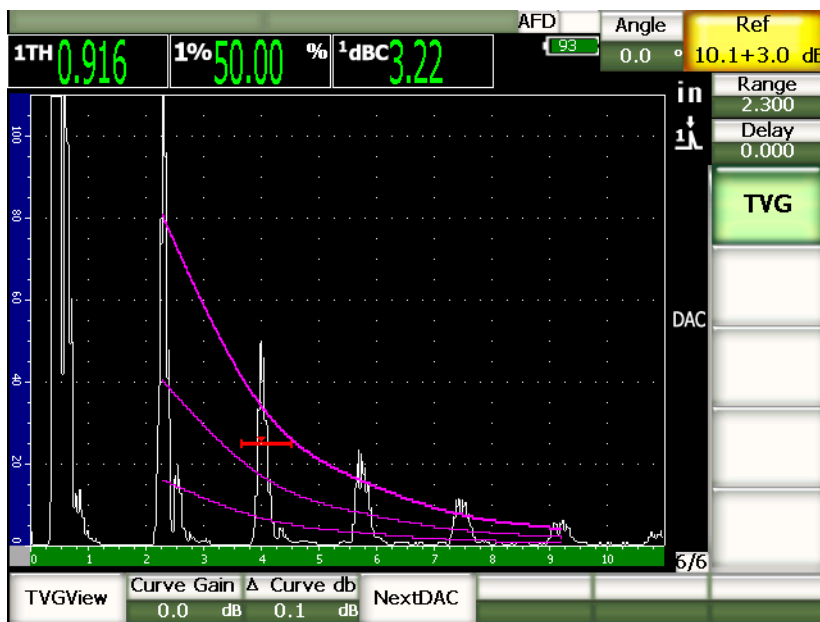 AFD
93
Angle
0.0 °
Ref
10.1+3.0 dB
1TH 0.916
1% 50.00 %
1dBC 3.22
in
Range
2.300
1
Delay
0.000
TVG
DAC
100
80
60
40
20
0
0 1 2 3 4 5 6 7 8 9 10
6/6
TVGView
Curve Gain
0.0 dB
Δ Curve db
0.1 dB
NextDAC